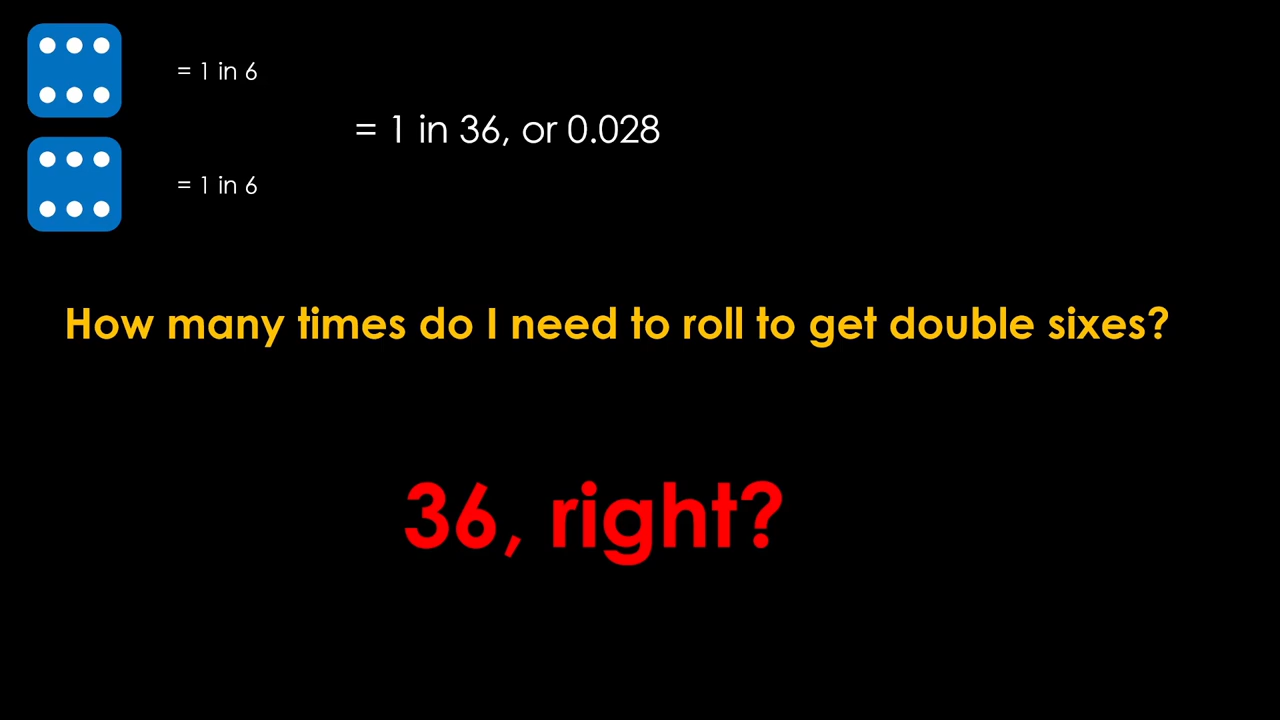 = 1 in 6
= 1 in 36, or 0.028
= 1 in 6
How many times do I need to roll to get double sixes?
36, right?